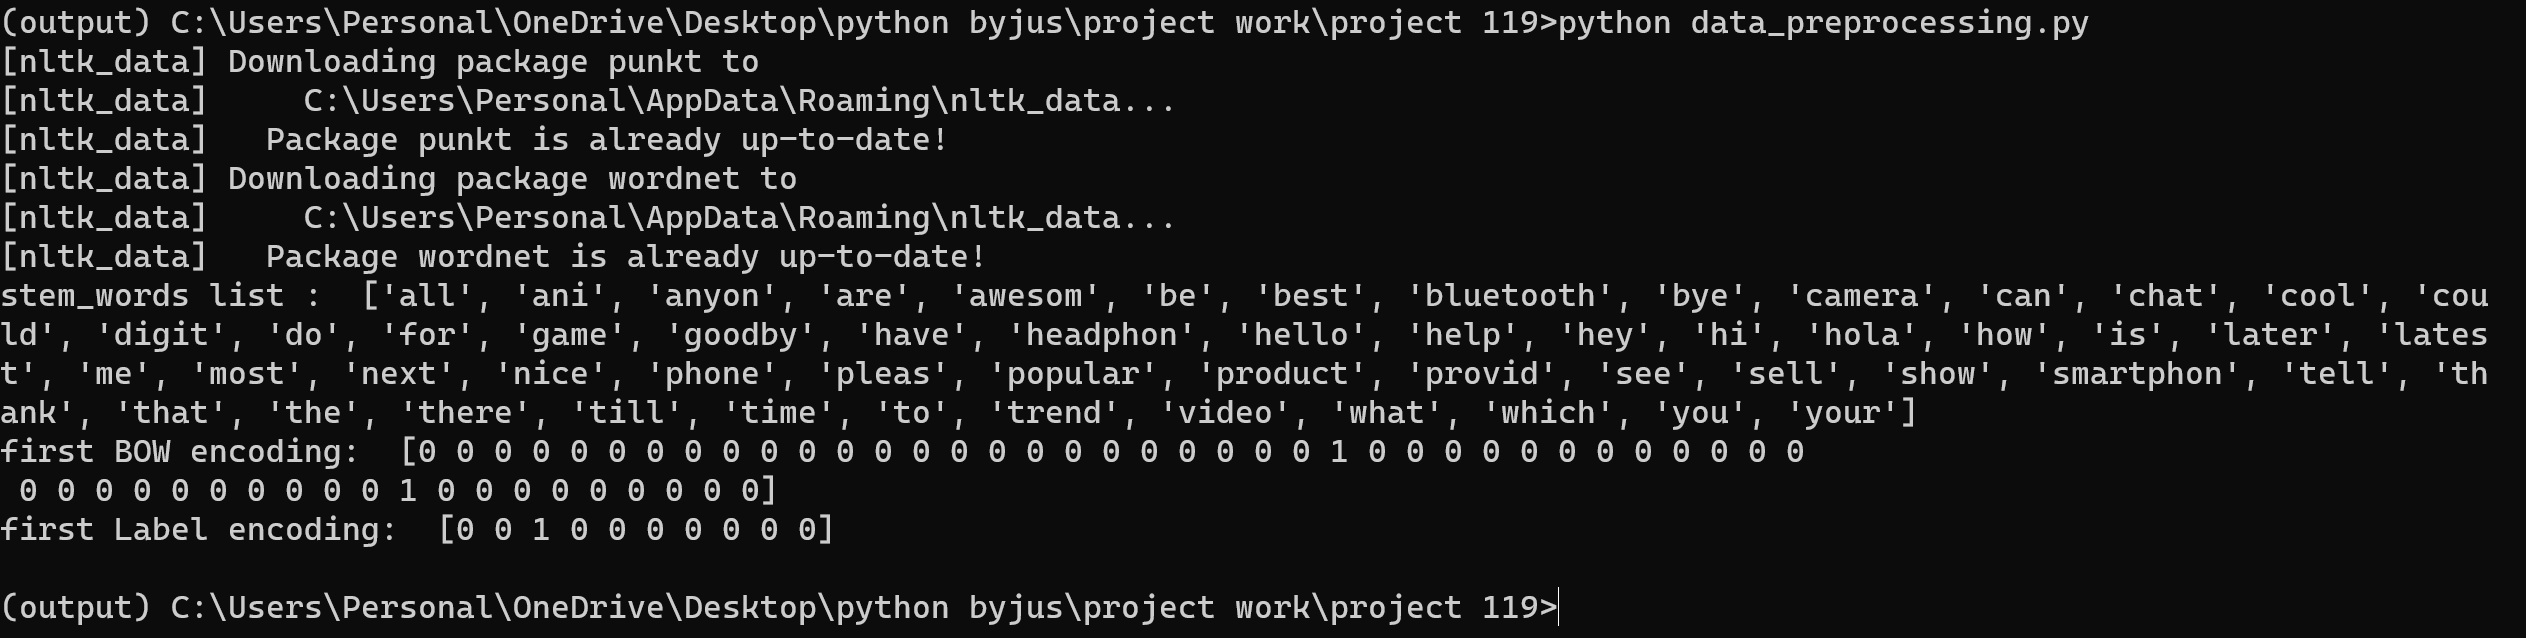 (output) C:\Users\Personal\OneDrive\Desktop\python byjus\project work\project 119>python data_preprocessing.py
[nltk_data] Downloading package punkt to
[nltk_data]     C:\Users\Personal\AppData\Roaming\nltk_data...
[nltk_data]   Package punkt is already up-to-date!
[nltk_data] Downloading package wordnet to
[nltk_data]     C:\Users\Personal\AppData\Roaming\nltk_data...
[nltk_data]   Package wordnet is already up-to-date!
stem_words list :  ['all', 'ani', 'anyon', 'are', 'awesom', 'be', 'best', 'bluetooth', 'bye', 'camera', 'can', 'chat', 'cool', 'cou
ld', 'digit', 'do', 'for', 'game', 'goodby', 'have', 'headphon', 'hello', 'help', 'hey', 'hi', 'hola', 'how', 'is', 'later', 'lates
t', 'me', 'most', 'next', 'nice', 'phone', 'pleas', 'popular', 'product', 'provid', 'see', 'sell', 'show', 'smartphon', 'tell', 'th
ank', 'that', 'the', 'there', 'till', 'time', 'to', 'trend', 'video', 'what', 'which', 'you', 'your']
first BOW encoding:  [0 0 0 0 0 0 0 0 0 0 0 0 0 0 0 0 0 0 0 0 0 0 0 0 1 0 0 0 0 0 0 0 0 0 0 0 0
 0 0 0 0 0 0 0 0 0 0 1 0 0 0 0 0 0 0 0 0]
first Label encoding:  [0 0 1 0 0 0 0 0 0 0]
(output) C:\Users\Personal\OneDrive\Desktop\python byjus\project work\project 119>